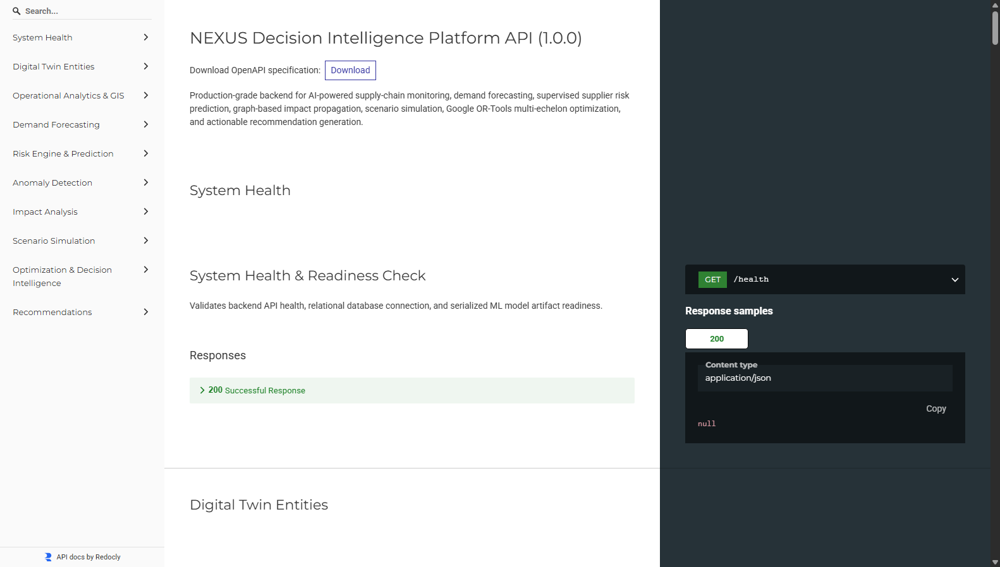 Search...
System Health
Digital Twin Entities
Operational Analytics & GIS
Demand Forecasting
Risk Engine & Prediction
Anomaly Detection
Impact Analysis
Scenario Simulation
Optimization & Decision
Intelligence
Recommendations
API docs by Redocly
NEXUS Decision Intelligence Platform API (1.0.0)
Download OpenAPI specification: Download
Production-grade backend for AI-powered supply-chain monitoring, demand forecasting, supervised supplier risk
prediction, graph-based impact propagation, scenario simulation, Google OR-Tools multi-echelon optimization,
and actionable recommendation generation.
System Health
System Health & Readiness Check
Validates backend API health, relational database connection, and serialized ML model artifact readiness.
Responses
200 Successful Response
GET /health
Response samples
200
Content type
application/json
Copy
null
Digital Twin Entities